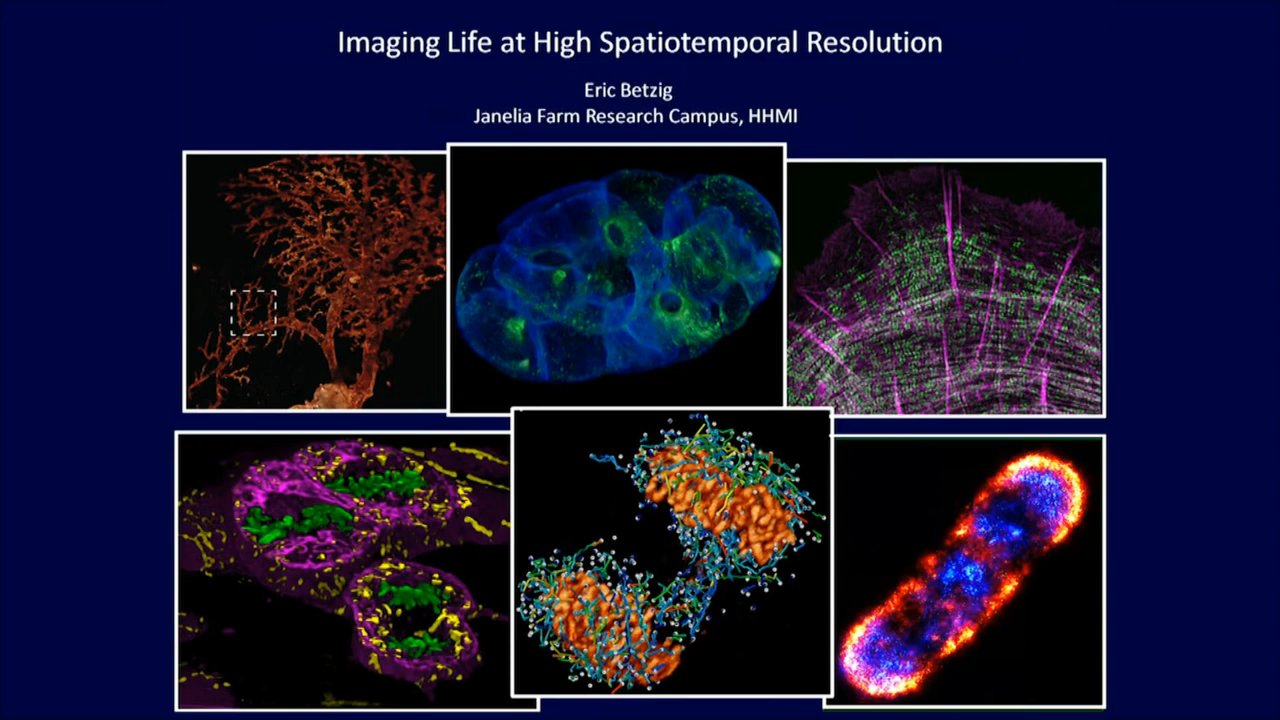 Imaging Life at High Spatiotemporal Resolution
Eric Betzig
Janelia Farm Research Campus, HHMI